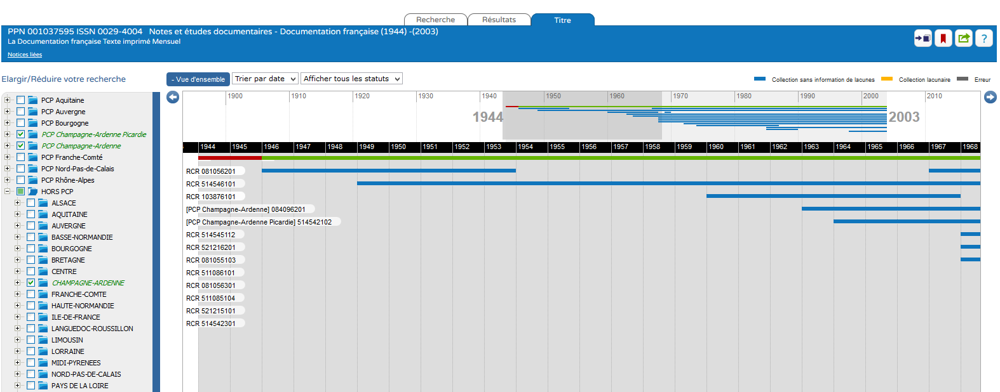 Recherche Résultats Titre
PPN 001037595 ISSN 0029-4004 Notes et études documentaires - Documentation française (1944) -(2003)
La Documentation française Texte imprimé Mensuel
Notices liées
?
Elargir/Réduire votre recherche
- Vue d'ensemble Trier par date Afficher tous les statuts
Collection sans information de lacunes Collection lacunaire Erreur
PCP Aquitaine
PCP Auvergne
PCP Bourgogne
PCP Champagne-Ardenne Picardie
PCP Champagne-Ardenne
PCP Franche-Comté
PCP Nord-Pas-de-Calais
PCP Rhône-Alpes
HORS PCP
ALSACE
AQUITAINE
AUVERGNE
BASSE-NORMANDIE
BOURGOGNE
BRETAGNE
CENTRE
CHAMPAGNE-ARDENNE
FRANCHE-COMTE
HAUTE-NORMANDIE
ILE-DE-FRANCE
LANGUEDOC-ROUSSILLON
LIMOUSIN
LORRAINE
MIDI-PYRENEES
NORD-PAS-DE-CALAIS
PAYS DE LA LOIRE
1900 1910 1920 1930 1940 1950 1960 1970 1980 1990 2000 2010
1944 2003
1944 1945 1946 1947 1948 1949 1950 1951 1952 1953 1954 1955 1956 1957 1958 1959 1960 1961 1962 1963 1964 1965 1966 1967 1968
RCR 081056201
RCR 514546101
RCR 103876101
[PCP Champagne-Ardenne] 084096201
[PCP Champagne-Ardenne Picardie] 514542102
RCR 514545112
RCR 521216201
RCR 081055103
RCR 511086101
RCR 081056301
RCR 511085104
RCR 521215101
RCR 514542301